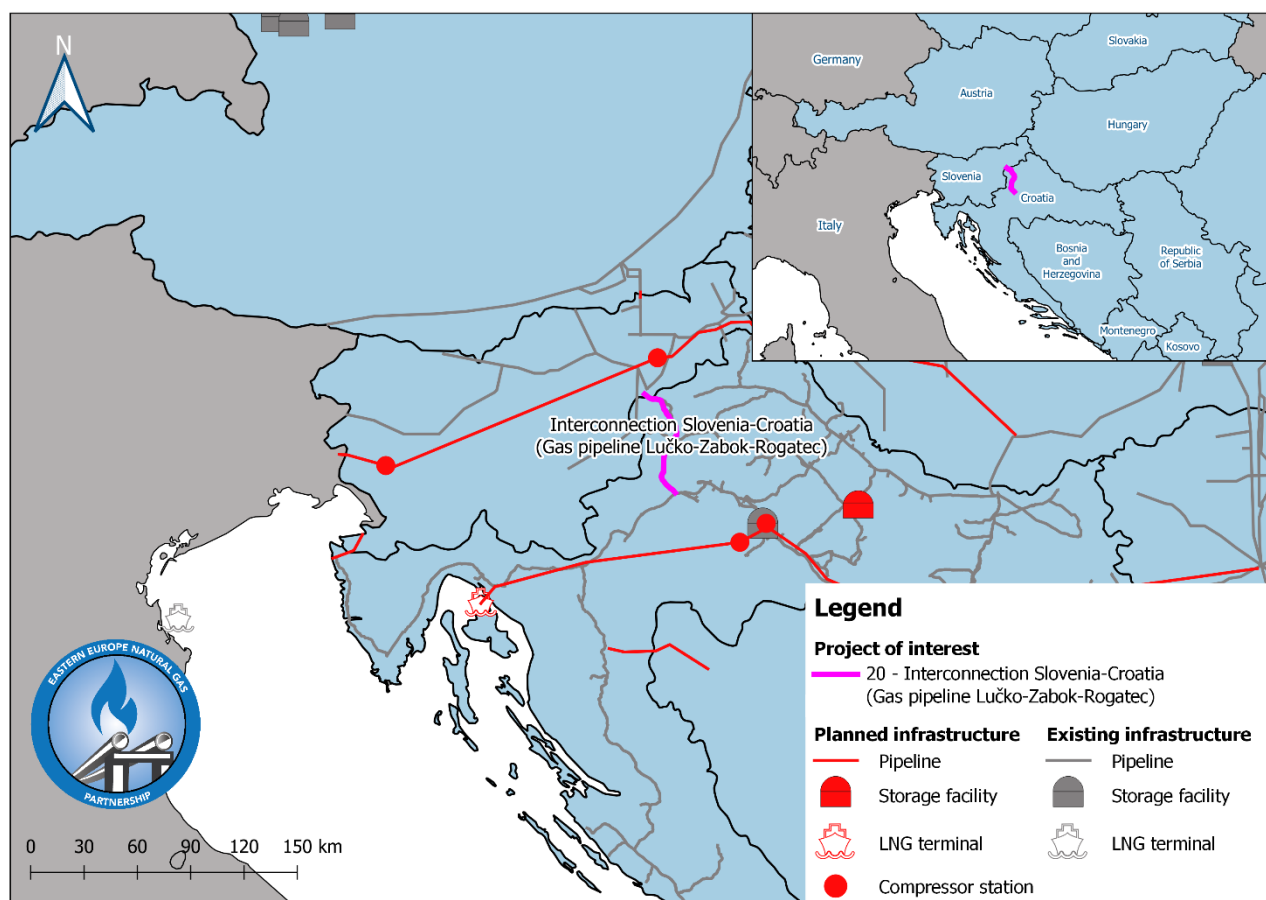 N
Germany
Slovakia
Austria
Hungary
Slovenia
Croatia
Italy
Bosnia
and
Herzegovina
Republic
of Serbia
Montenegro
Kosovo
Interconnection Slovenia-Croatia
(Gas pipeline Lučko-Zabok-Rogatec)
EASTERN EUROPE NATURAL GAS
PARTNERSHIP
0 30 60 90 120 150 km
Legend
Project of interest
20 - Interconnection Slovenia-Croatia
(Gas pipeline Lučko-Zabok-Rogatec)
Planned infrastructure Existing infrastructure
Pipeline Pipeline
Storage facility Storage facility
LNG terminal LNG terminal
Compressor station